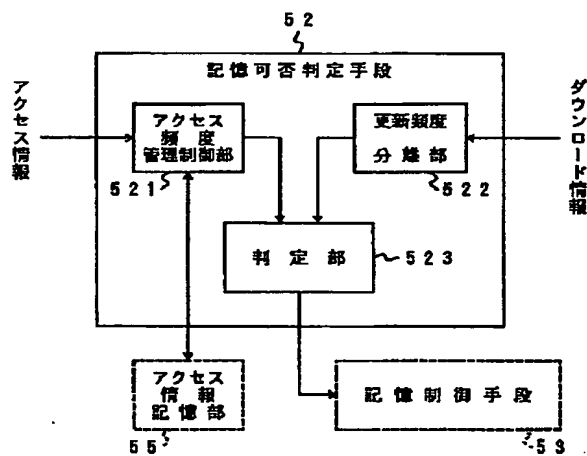 52
記憶可否判定手段
アクセス情報
アクセス
頻度
管理制御部
521
更新頻度
分離部
522
ダウンロード情報
判定部
523
アクセス
情報
記憶部
55
記憶制御手段
53